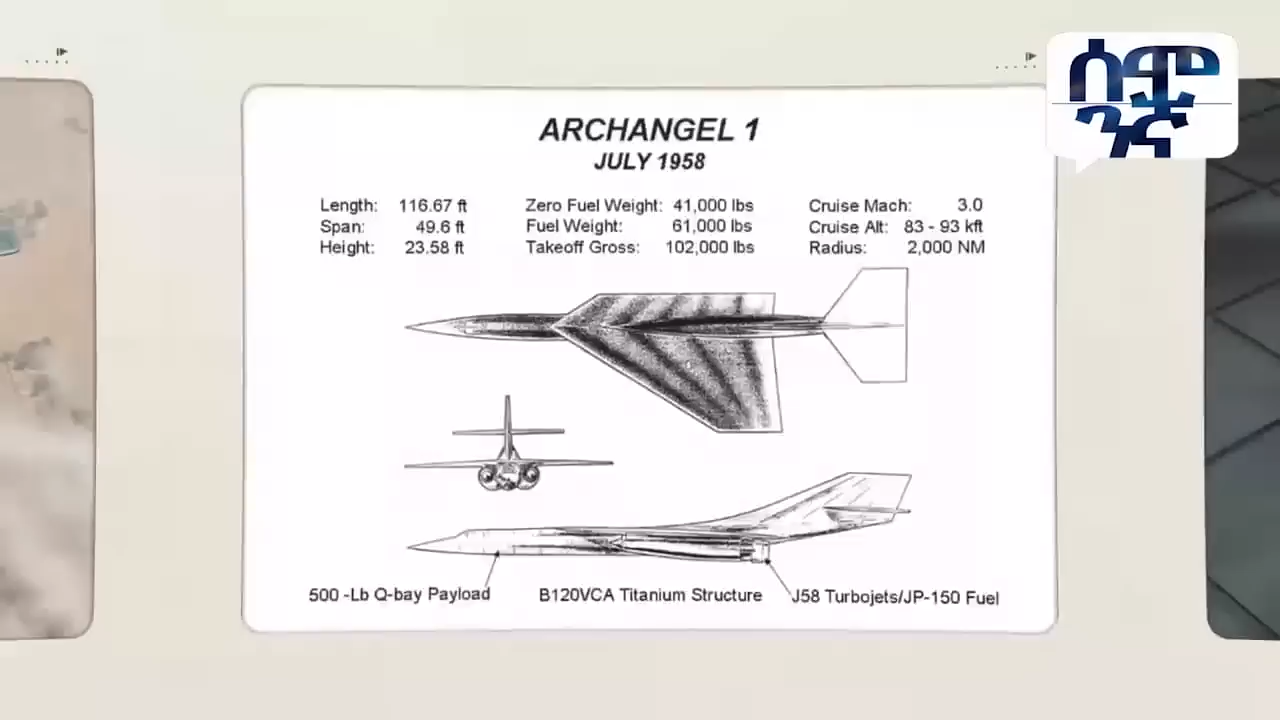 ARCHANGEL 1
JULY 1958
Length: 116.67 ft Zero Fuel Weight: 41,000 lbs Cruise Mach: 3.0
Span: 49.6 ft Fuel Weight: 61,000 lbs Cruise Alt: 83 - 93 kft
Height: 23.58 ft Takeoff Gross: 102,000 lbs Radius: 2,000 NM
500 -Lb Q-bay Payload B120VCA Titanium Structure J58 Turbojets/JP-150 Fuel